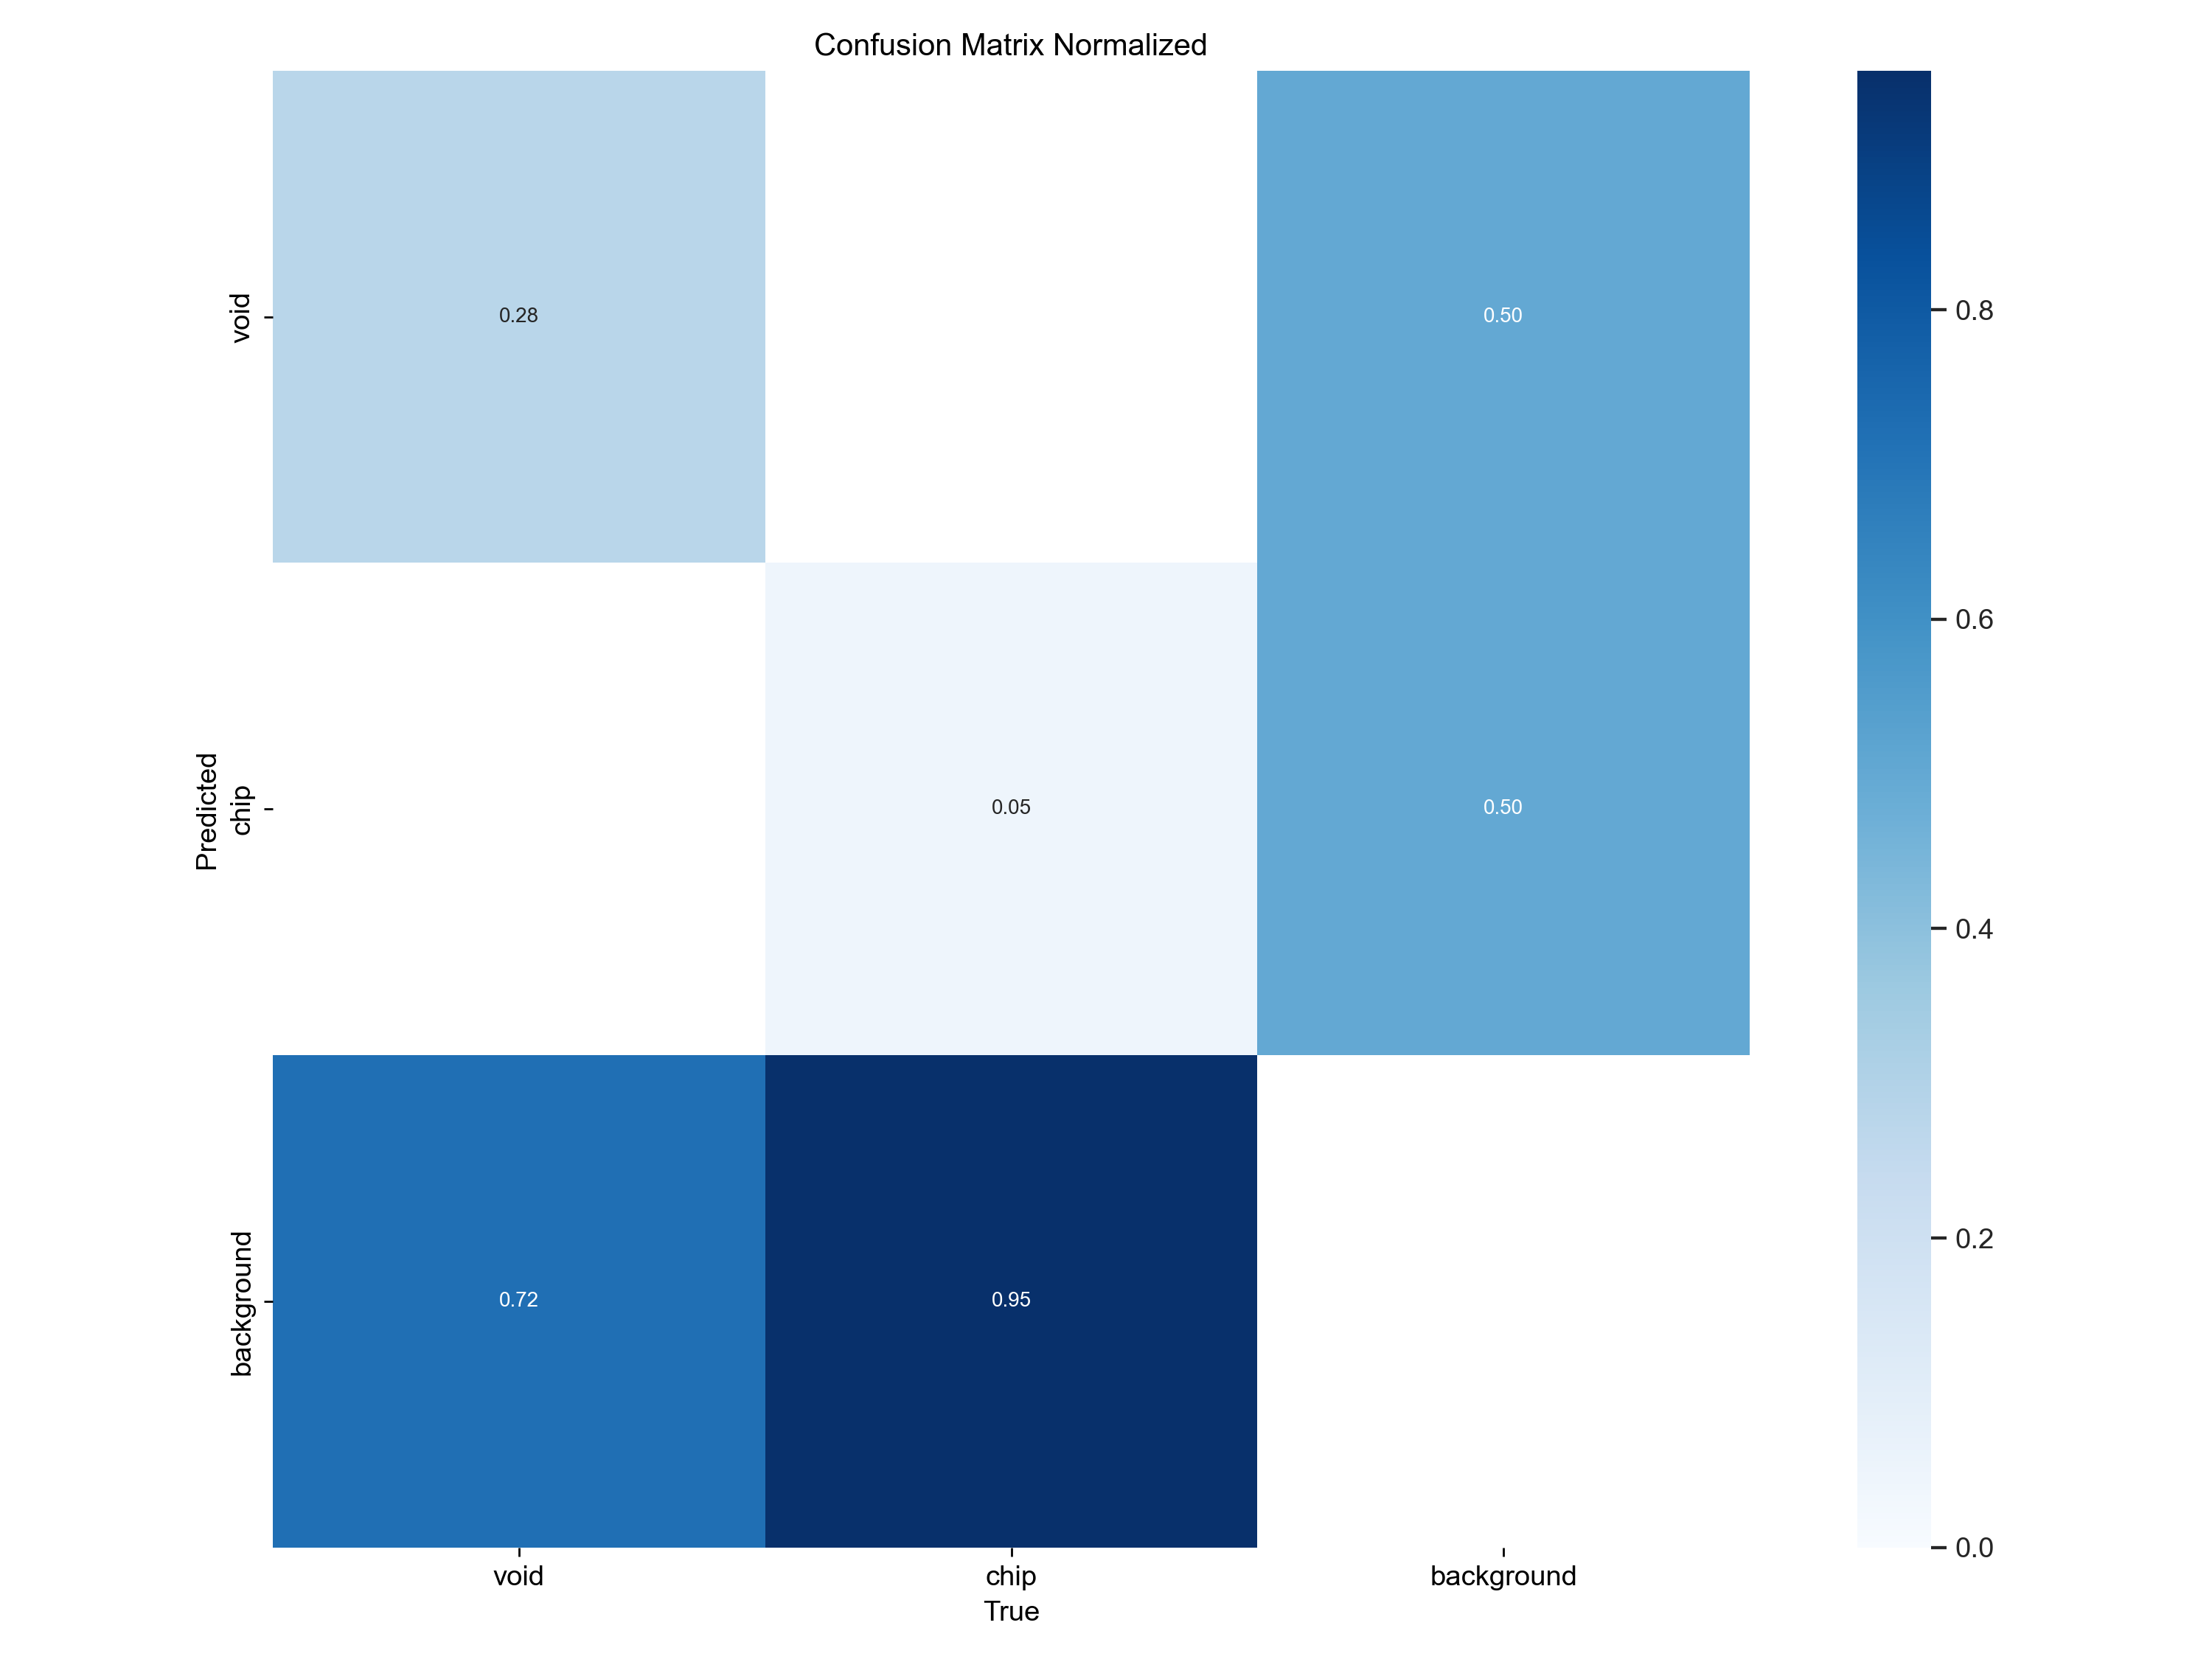 Confusion Matrix Normalized
void
0.28
0.50
0.8
0.6
Predicted
chip
0.05
0.50
0.4
background
0.72
0.95
0.2
0.0
void
chip
background
True